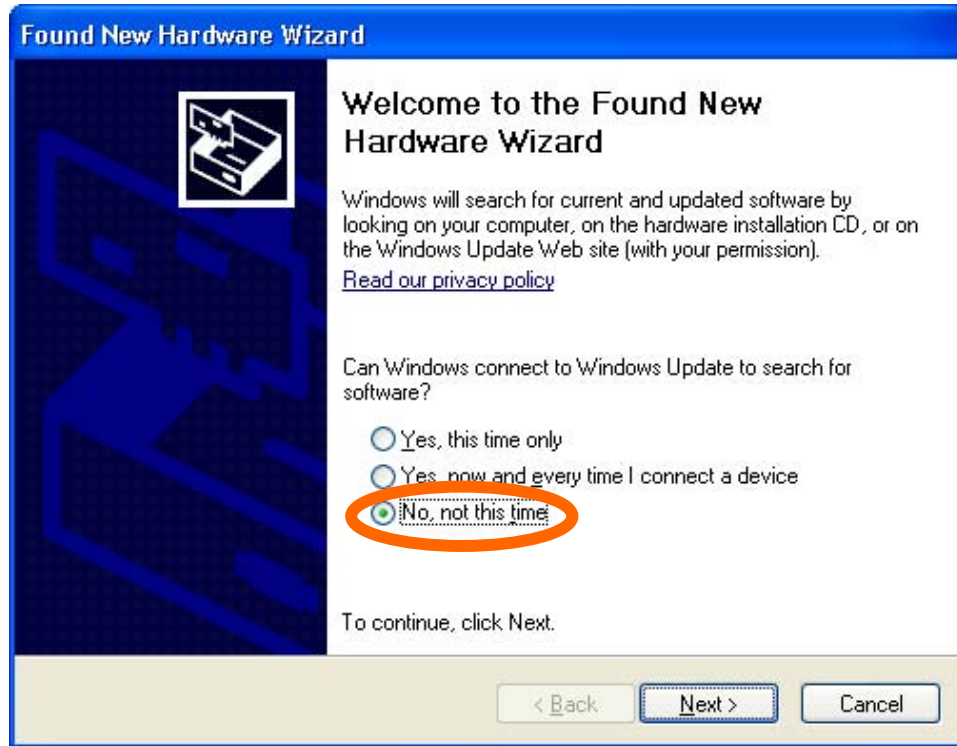 Found New Hardware Wizard
Welcome to the Found New
Hardware Wizard
Windows will search for current and updated software by
looking on your computer, on the hardware installation CD, or on
the Windows Update Web site (with your permission).
Read our privacy policy
Can Windows connect to Windows Update to search for
software?
Yes, this time only
Yes, now and every time I connect a device
No, not this time
To continue, click Next.
< Back
Next >
Cancel